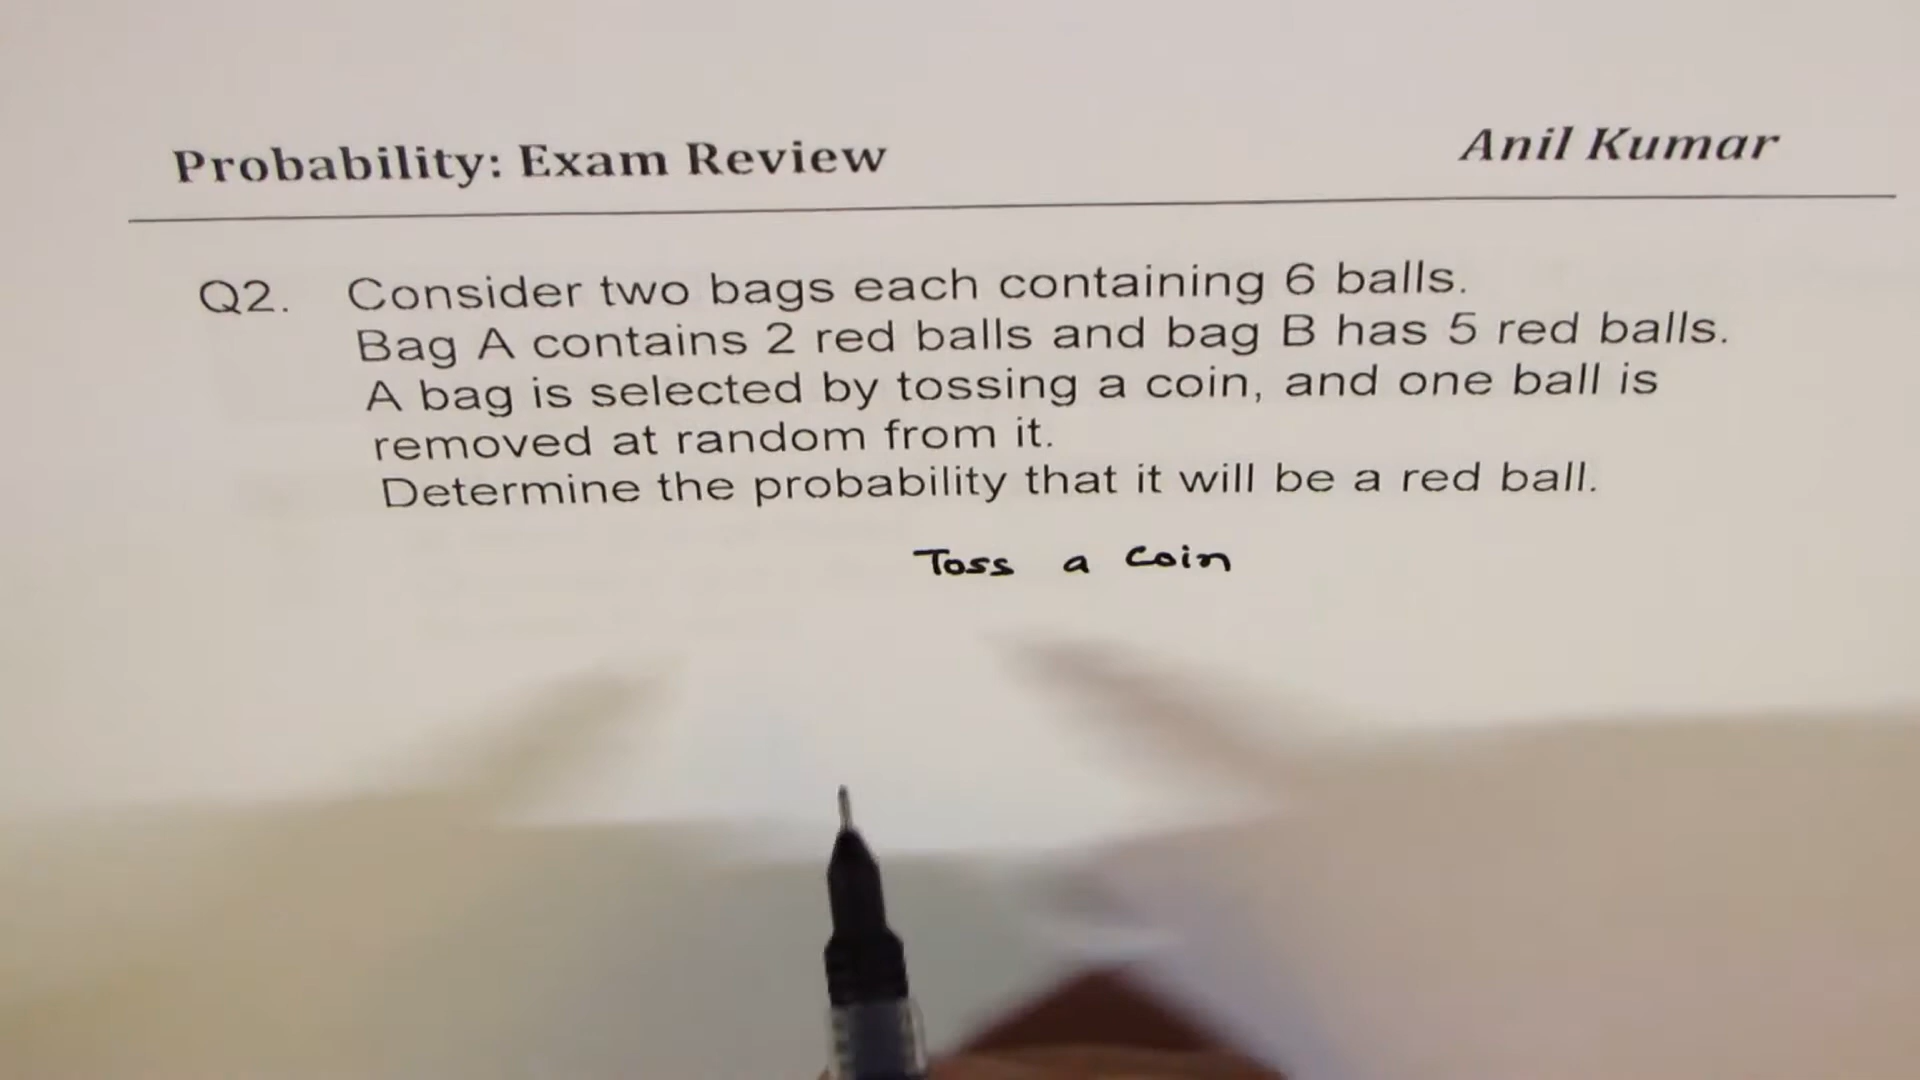 Probability: Exam Review Anil Kumar
Q2. Consider two bags each containing 6 balls.
Bag A contains 2 red balls and bag B has 5 red balls.
A bag is selected by tossing a coin, and one ball is
removed at random from it.
Determine the probability that it will be a red ball.
Toss a coin